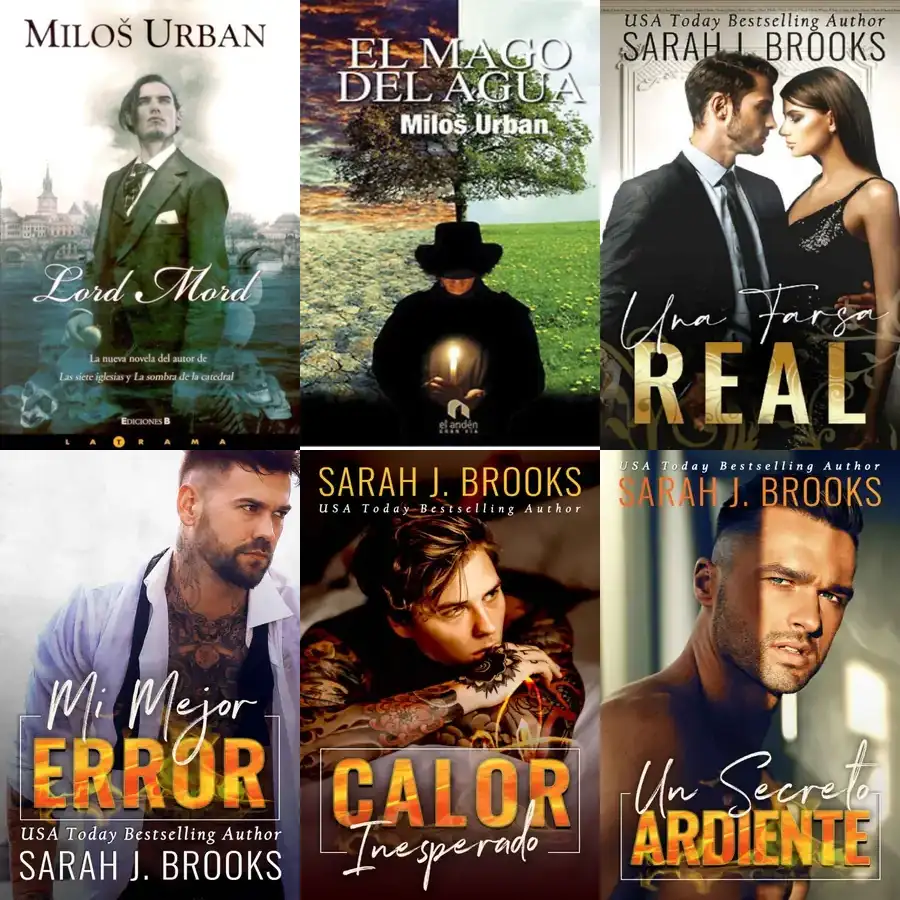 MILOŠ URBAN
Lord Mord
La nueva novela del autor de
Las siete iglesias y La sombra de la catedral
EDICIONES B
LA TRAMA
EL MAGO
DEL AGUA
Miloš Urban
el andén
GRAN VIA
USA Today Bestselling Author
SARAH J. BROOKS
Una Farsa
REAL
Mi Mejor
ERROR
USA Today Bestselling Author
SARAH J. BROOKS
SARAH J. BROOKS
USA Today Bestselling Author
CALOR
Inesperado
USA Today Bestselling Author
SARAH J. BROOKS
Un Secreto
ARDIENTE